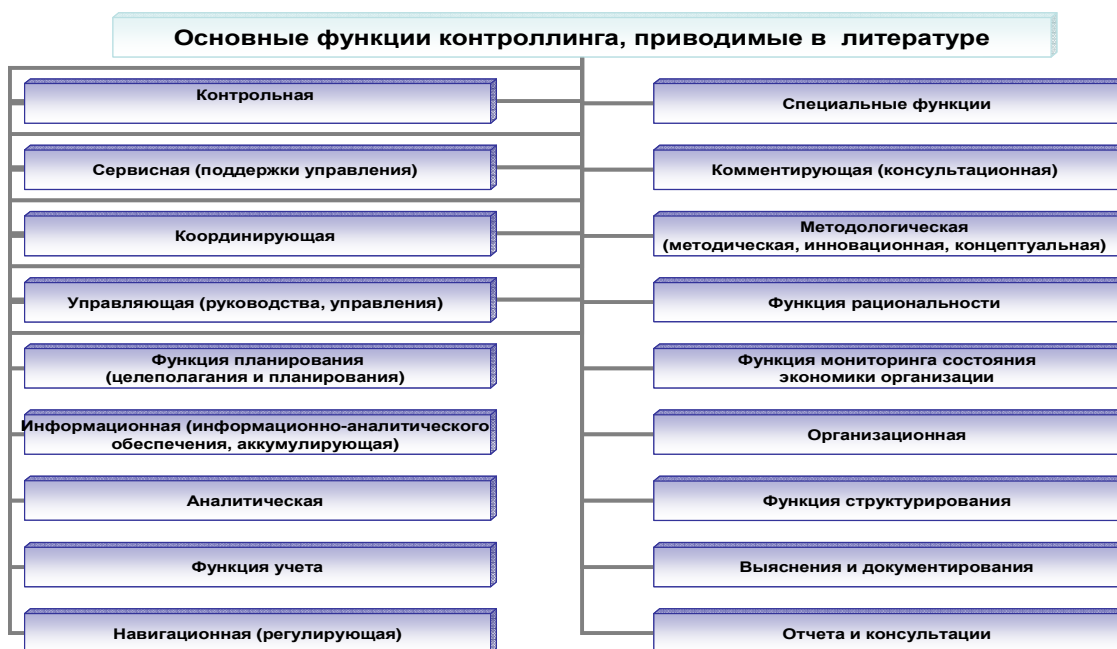 Основные функции контроллинга, приводимые в литературе
Контрольная
Сервисная (поддержки управления)
Координирующая
Управляющая (руководства, управления)
Функция планирования
(целеполагания и планирования)
Информационная (информационно-аналитического
обеспечения, аккумулирующая)
Аналитическая
Функция учета
Навигационная (регулирующая)
Специальные функции
Комментирующая (консультационная)
Методологическая
(методическая, инновационная, концептуальная)
Функция рациональности
Функция мониторинга состояния
экономики организации
Организационная
Функция структурирования
Выяснения и документирования
Отчета и консультации